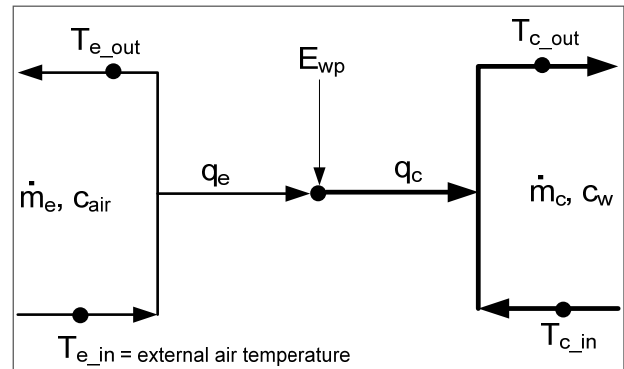 T_e_out
E_wp
T_c_out
q_e
q_c
ṁ_e, c_air
ṁ_c, c_w
T_e_in = external air temperature
T_c_in